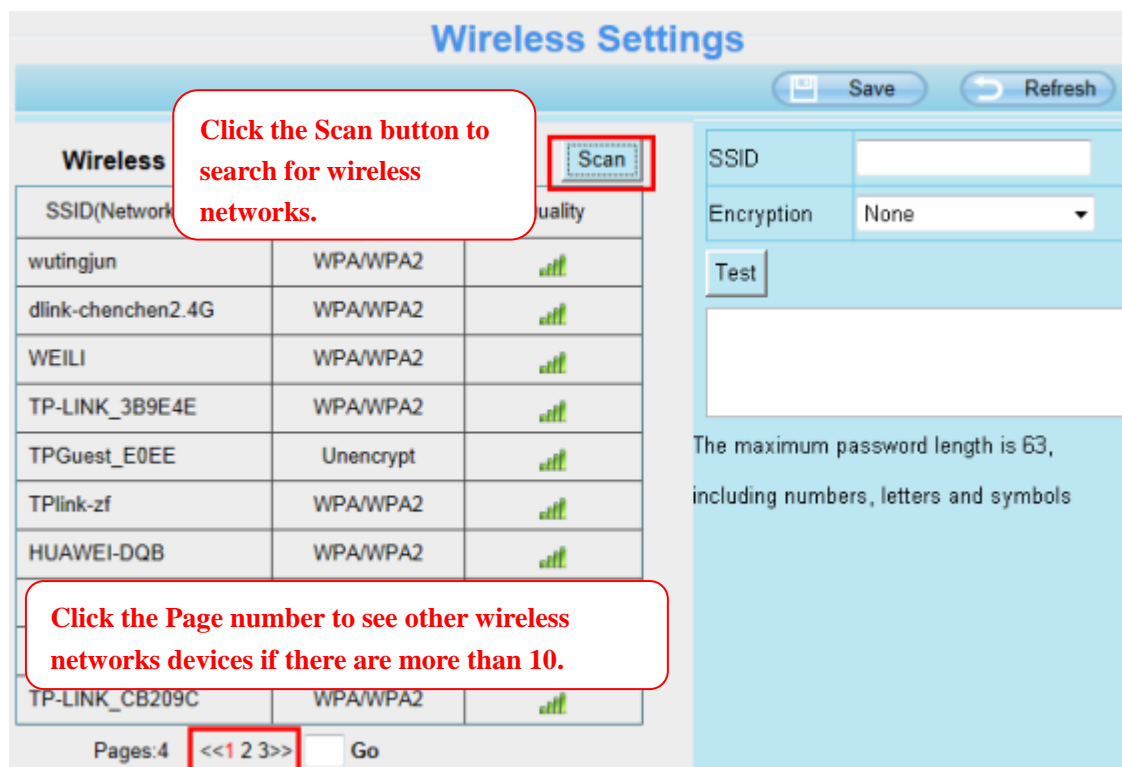 Wireless Settings
Save Refresh
Click the Scan button to
search for wireless
networks.
Wireless
Scan
SSID(Network
uality
wutingjun WPA/WPA2
dlink-chenchen2.4G WPA/WPA2
WEILI WPA/WPA2
TP-LINK_3B9E4E WPA/WPA2
TPGuest_E0EE Unencrypt
TPlink-zf WPA/WPA2
HUAWEI-DQB WPA/WPA2
Click the Page number to see other wireless
networks devices if there are more than 10.
TP-LINK_CB209C WPA/WPA2
Pages:4 <<1 2 3>> Go
SSID
Encryption None
Test
The maximum password length is 63,
including numbers, letters and symbols